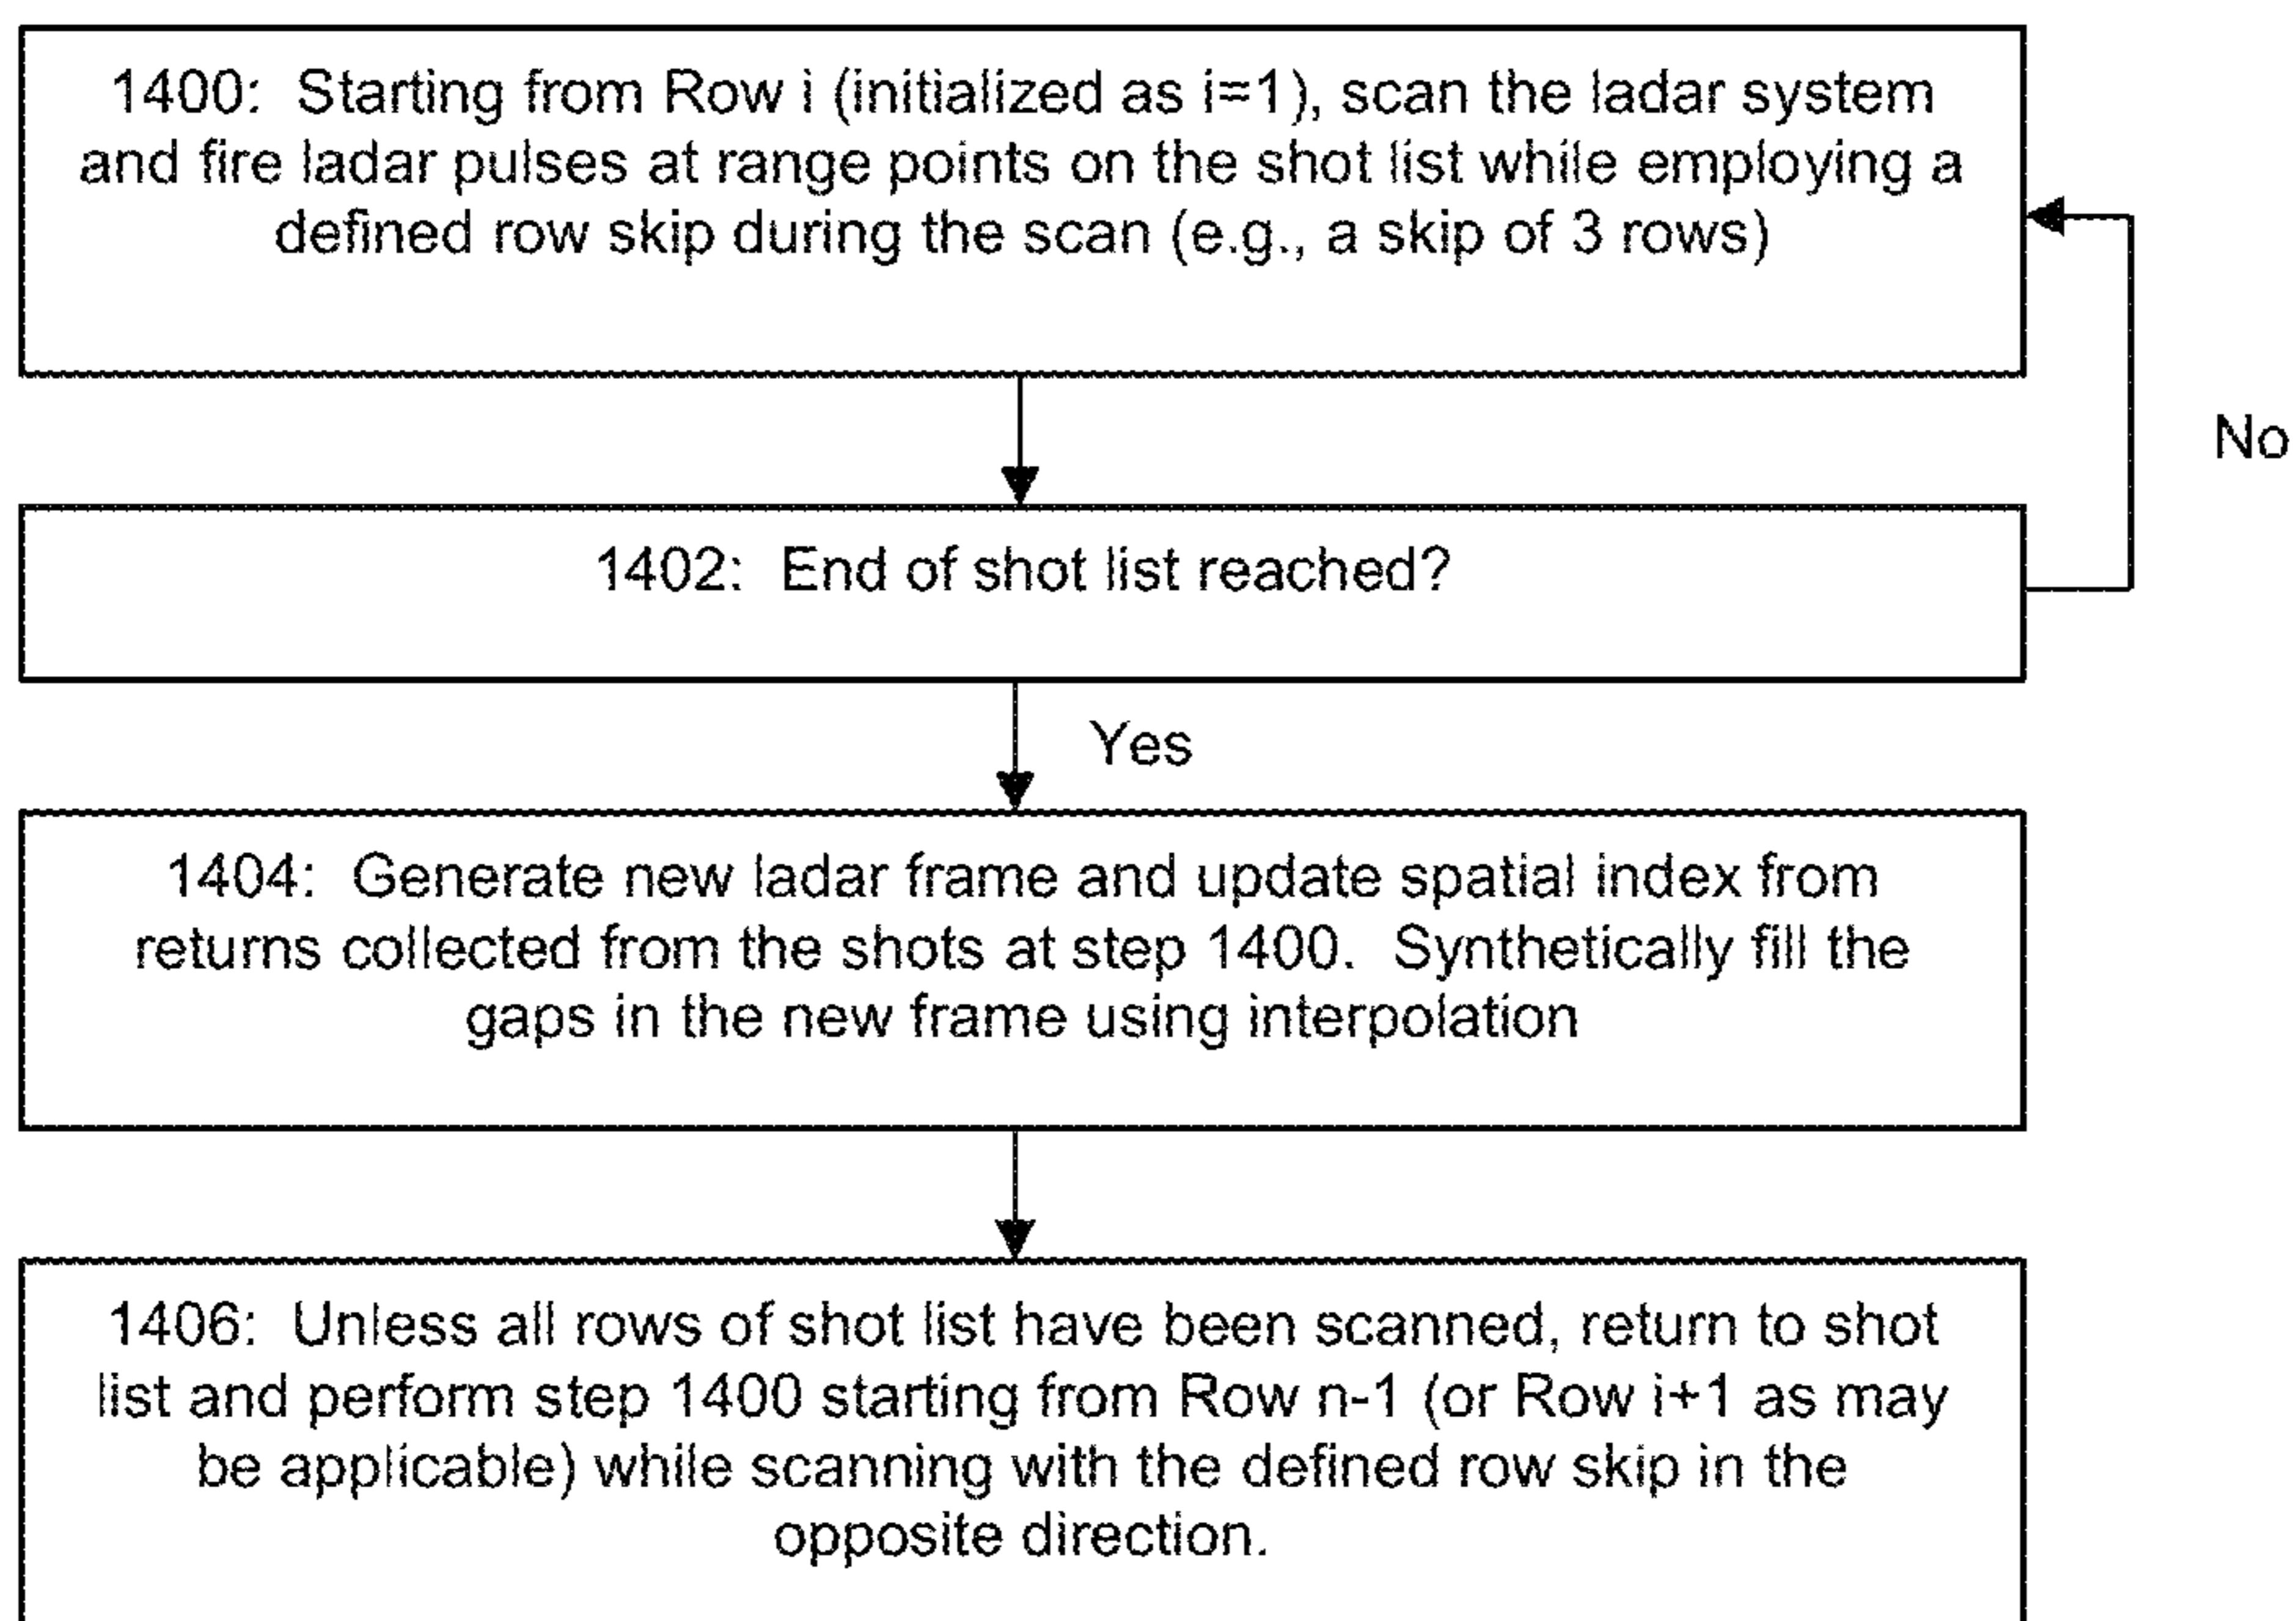 1400: Starting from Row i (initialized as i=1), scan the ladar system
and fire ladar pulses at range points on the shot list while employing a
defined row skip during the scan (e.g., a skip of 3 rows)
No
1402: End of shot list reached?
Yes
1404: Generate new ladar frame and update spatial index from
returns collected from the shots at step 1400. Synthetically fill the
gaps in the new frame using interpolation
1406: Unless all rows of shot list have been scanned, return to shot
list and perform step 1400 starting from Row n-1 (or Row i+1 as may
be applicable) while scanning with the defined row skip in the
opposite direction.